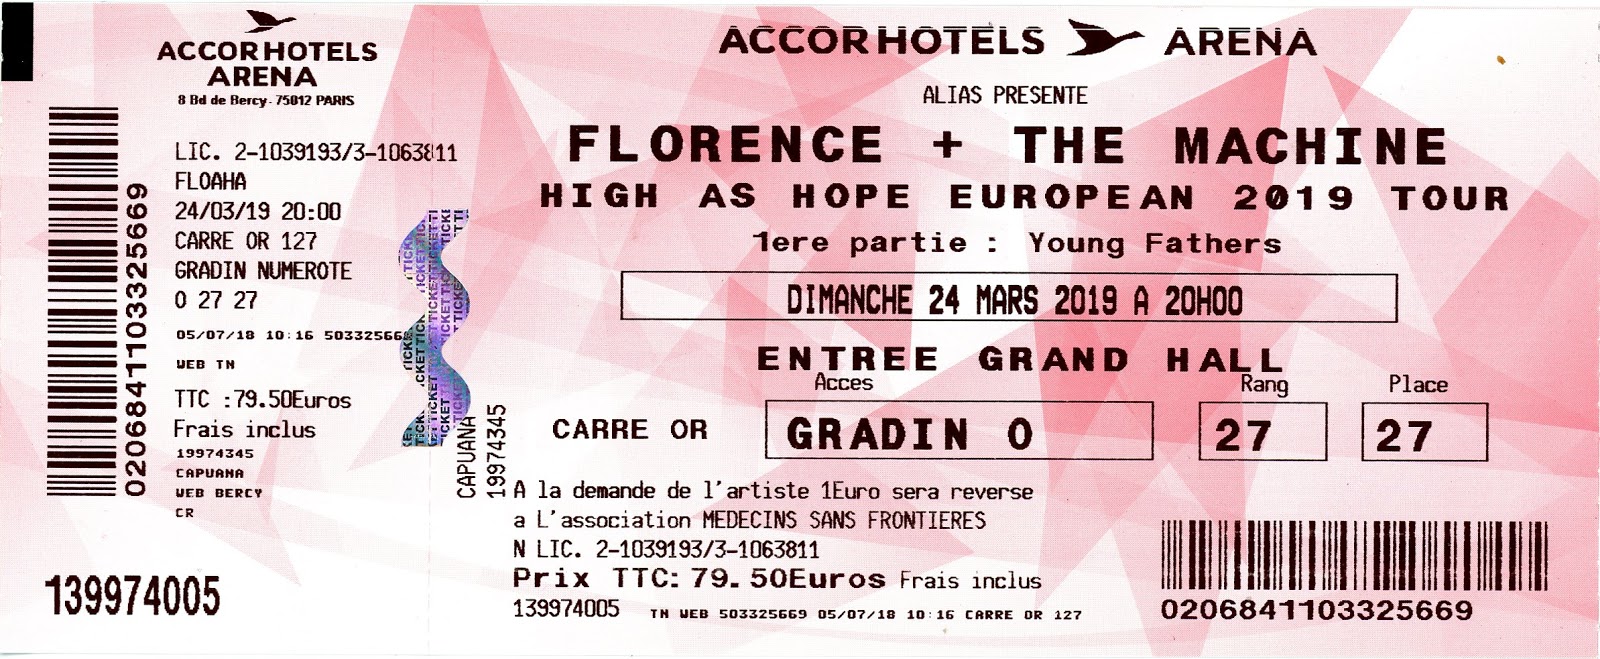 ACCORHOTELS
ARENA
8 Bd de Bercy - 75012 PARIS
LIC. 2-1039193/3-1063811
FLOAHA
24/03/19 20:00
CARRE OR 127
GRADIN NUMEROTE
O 27 27
05/07/18 10:16 503325669
WEB TN
TTC :79.50Euros
Frais inclus
19974345
CAPUANA
WEB BERCY
CR
139974005
0206841103325669
TICKET TICKET TICKET
CAPUANA
19974345
ACCORHOTELS ARENA
ALIAS PRESENTE
FLORENCE + THE MACHINE
HIGH AS HOPE EUROPEAN 2019 TOUR
1ere partie : Young Fathers
DIMANCHE 24 MARS 2019 A 20H00
ENTREE GRAND HALL
Acces Rang Place
CARRE OR GRADIN O 27 27
A la demande de l'artiste 1Euro sera reverse
a L'association MEDECINS SANS FRONTIERES
N LIC. 2-1039193/3-1063811
Prix TTC: 79.50Euros Frais inclus
139974005 TN WEB 503325669 05/07/18 10:16 CARRE OR 127
0206841103325669